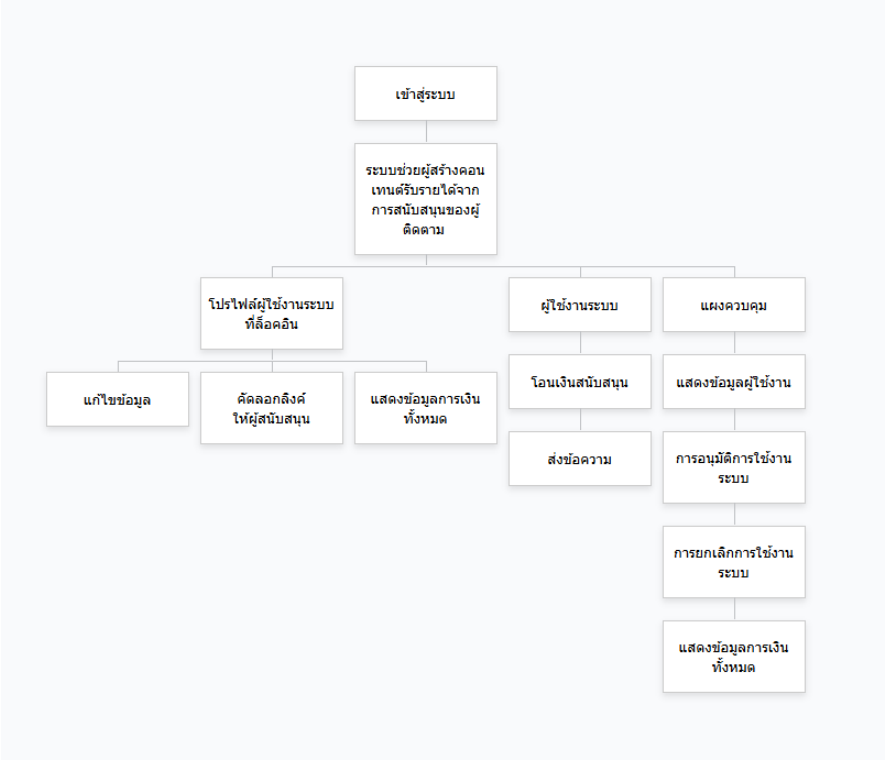 เข้าสู่ระบบ
ระบบช่วยผู้สร้างคอน
เทนต์รับรายได้จาก
การสนับสนุนของผู้
ติดตาม
โปรไฟล์ผู้ใช้งานระบบ
ที่ล็อคอิน
ผู้ใช้งานระบบ
แผงควบคุม
แก้ไขข้อมูล
คัดลอกลิงค์
ให้ผู้สนับสนุน
แสดงข้อมูลการเงิน
ทั้งหมด
โอนเงินสนับสนุน
ส่งข้อความ
แสดงข้อมูลผู้ใช้งาน
การอนุมัติการใช้งาน
ระบบ
การยกเลิกการใช้งาน
ระบบ
แสดงข้อมูลการเงิน
ทั้งหมด